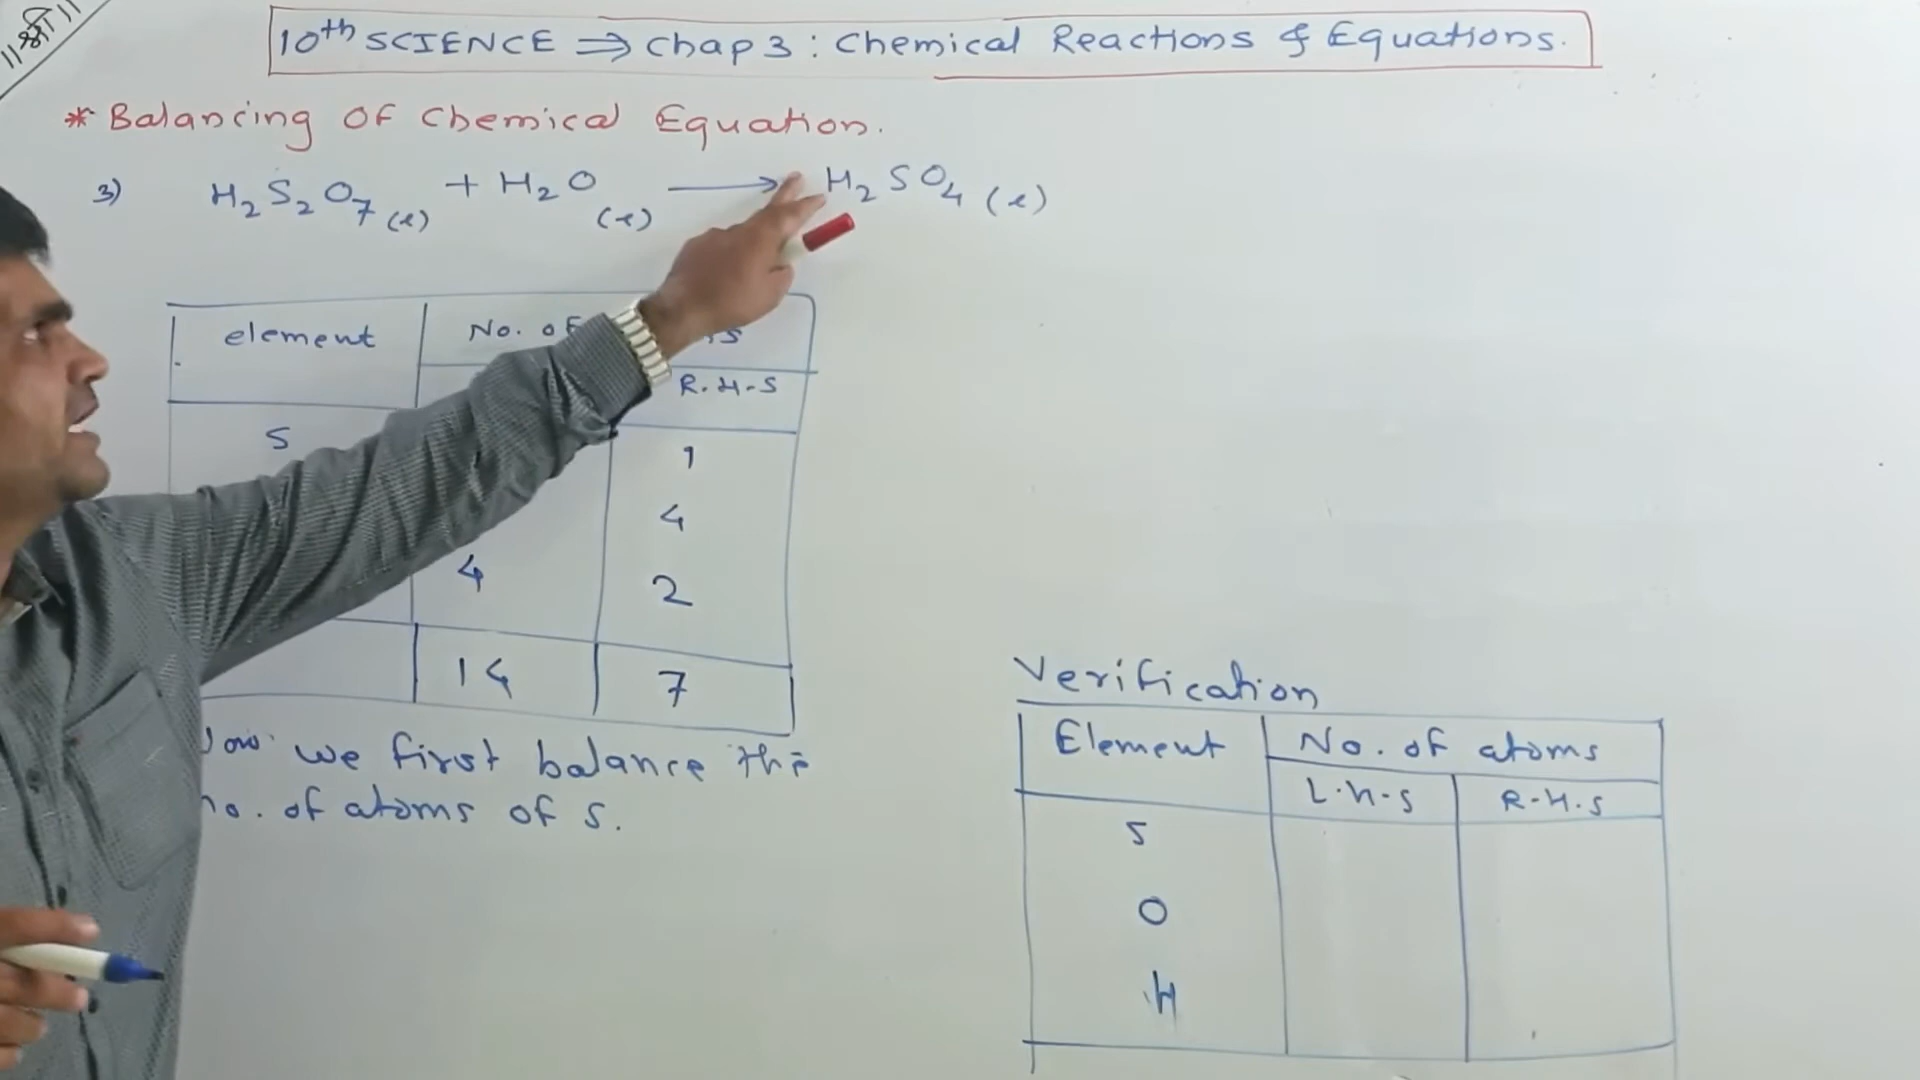 ॥श्री॥
10th SCIENCE ⇒ Chap 3 : Chemical Reactions & Equations.
* Balancing of Chemical Equation.
3) H₂S₂O₇ (l) + H₂O (l) → H₂SO₄ (l)
element No. of
R.H.S
S 1
4
4 2
14 7
we first balance the
no. of atoms of S.
Verification
Element No. of atoms
L.H.S R.H.S
S
O
H